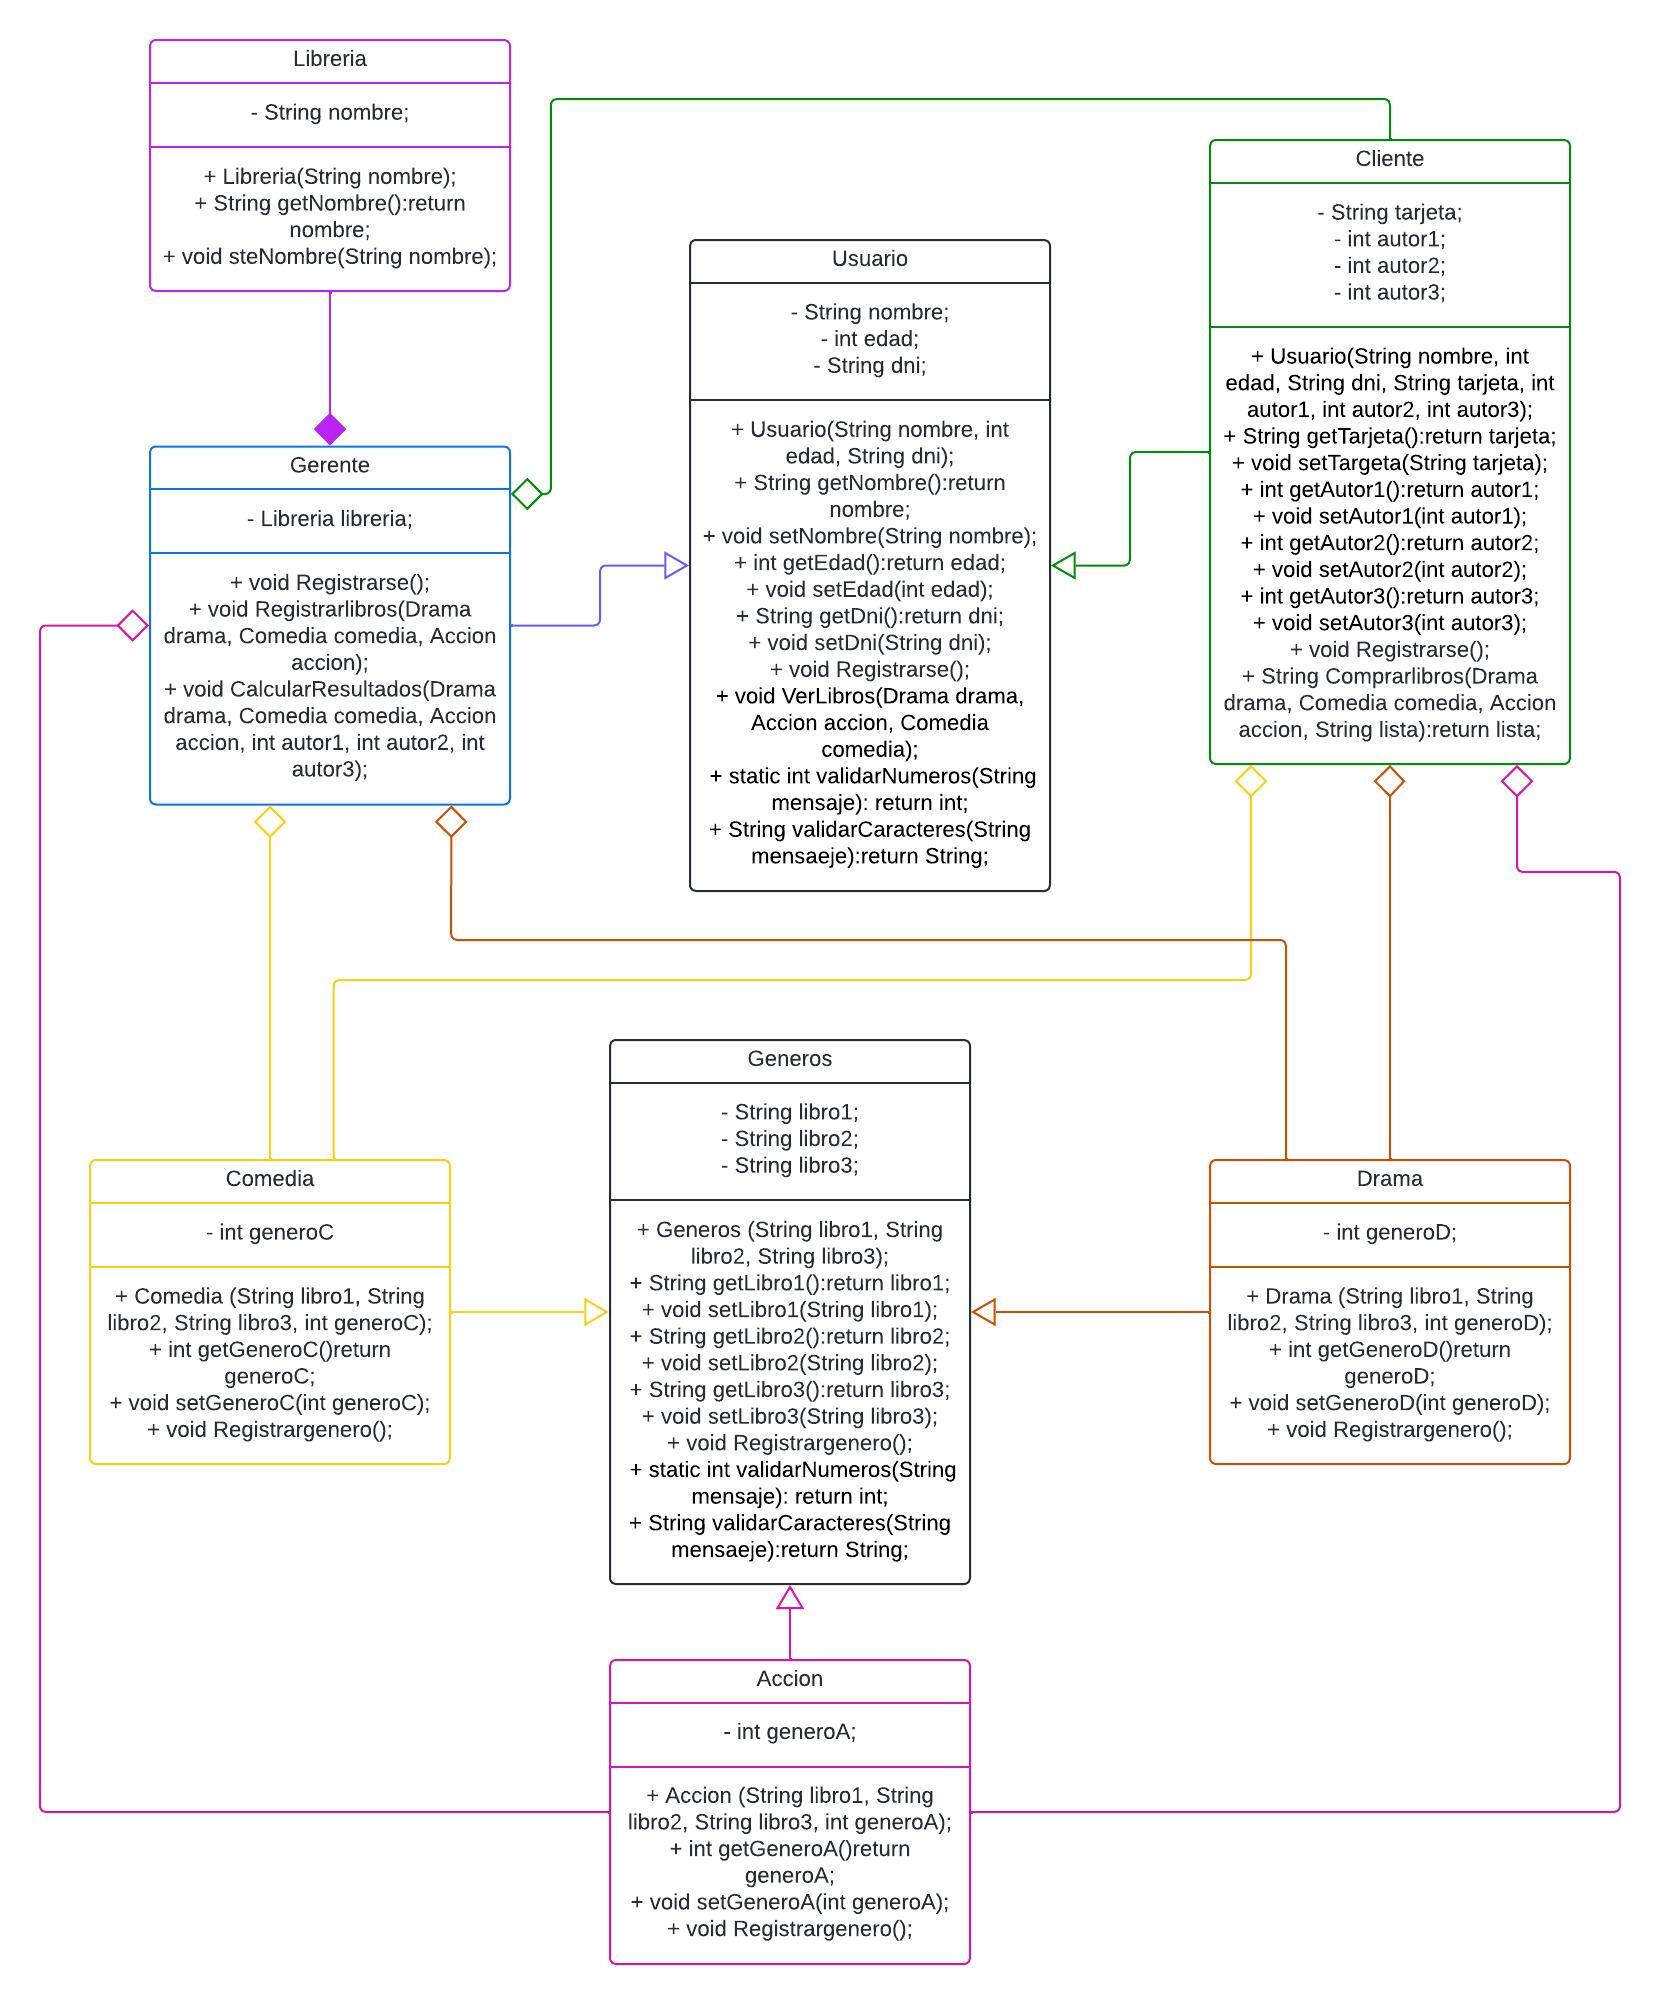 Libreria
- String nombre;
+ Libreria(String nombre);
+ String getNombre():return
nombre;
+ void steNombre(String nombre);
Cliente
- String tarjeta;
- int autor1;
- int autor2;
- int autor3;
+ Usuario(String nombre, int
edad, String dni, String tarjeta, int
autor1, int autor2, int autor3);
+ String getTarjeta():return tarjeta;
+ void setTargeta(String tarjeta);
+ int getAutor1():return autor1;
+ void setAutor1(int autor1);
+ int getAutor2():return autor2;
+ void setAutor2(int autor2);
+ int getAutor3():return autor3;
+ void setAutor3(int autor3);
+ void Registrarse();
+ String Comprarlibros(Drama
drama, Comedia comedia, Accion
accion, String lista):return lista;
Usuario
- String nombre;
- int edad;
- String dni;
+ Usuario(String nombre, int
edad, String dni);
+ String getNombre():return
nombre;
+ void setNombre(String nombre);
+ int getEdad():return edad;
+ void setEdad(int edad);
+ String getDni():return dni;
+ void setDni(String dni);
+ void Registrarse();
+ void VerLibros(Drama drama,
Accion accion, Comedia
comedia);
+ static int validarNumeros(String
mensaje): return int;
+ String validarCaracteres(String
mensaeje):return String;
Gerente
- Libreria libreria;
+ void Registrarse();
+ void Registrarlibros(Drama
drama, Comedia comedia, Accion
accion);
+ void CalcularResultados(Drama
drama, Comedia comedia, Accion
accion, int autor1, int autor2, int
autor3);
Generos
- String libro1;
- String libro2;
- String libro3;
+ Generos (String libro1, String
libro2, String libro3);
+ String getLibro1():return libro1;
+ void setLibro1(String libro1);
+ String getLibro2():return libro2;
+ void setLibro2(String libro2);
+ String getLibro3():return libro3;
+ void setLibro3(String libro3);
+ void Registrargenero();
+ static int validarNumeros(String
mensaje): return int;
+ String validarCaracteres(String
mensaeje):return String;
Comedia
- int generoC
+ Comedia (String libro1, String
libro2, String libro3, int generoC);
+ int getGeneroC()return
generoC;
+ void setGeneroC(int generoC);
+ void Registrargenero();
Drama
- int generoD;
+ Drama (String libro1, String
libro2, String libro3, int generoD);
+ int getGeneroD()return
generoD;
+ void setGeneroD(int generoD);
+ void Registrargenero();
Accion
- int generoA;
+ Accion (String libro1, String
libro2, String libro3, int generoA);
+ int getGeneroA()return
generoA;
+ void setGeneroA(int generoA);
+ void Registrargenero();